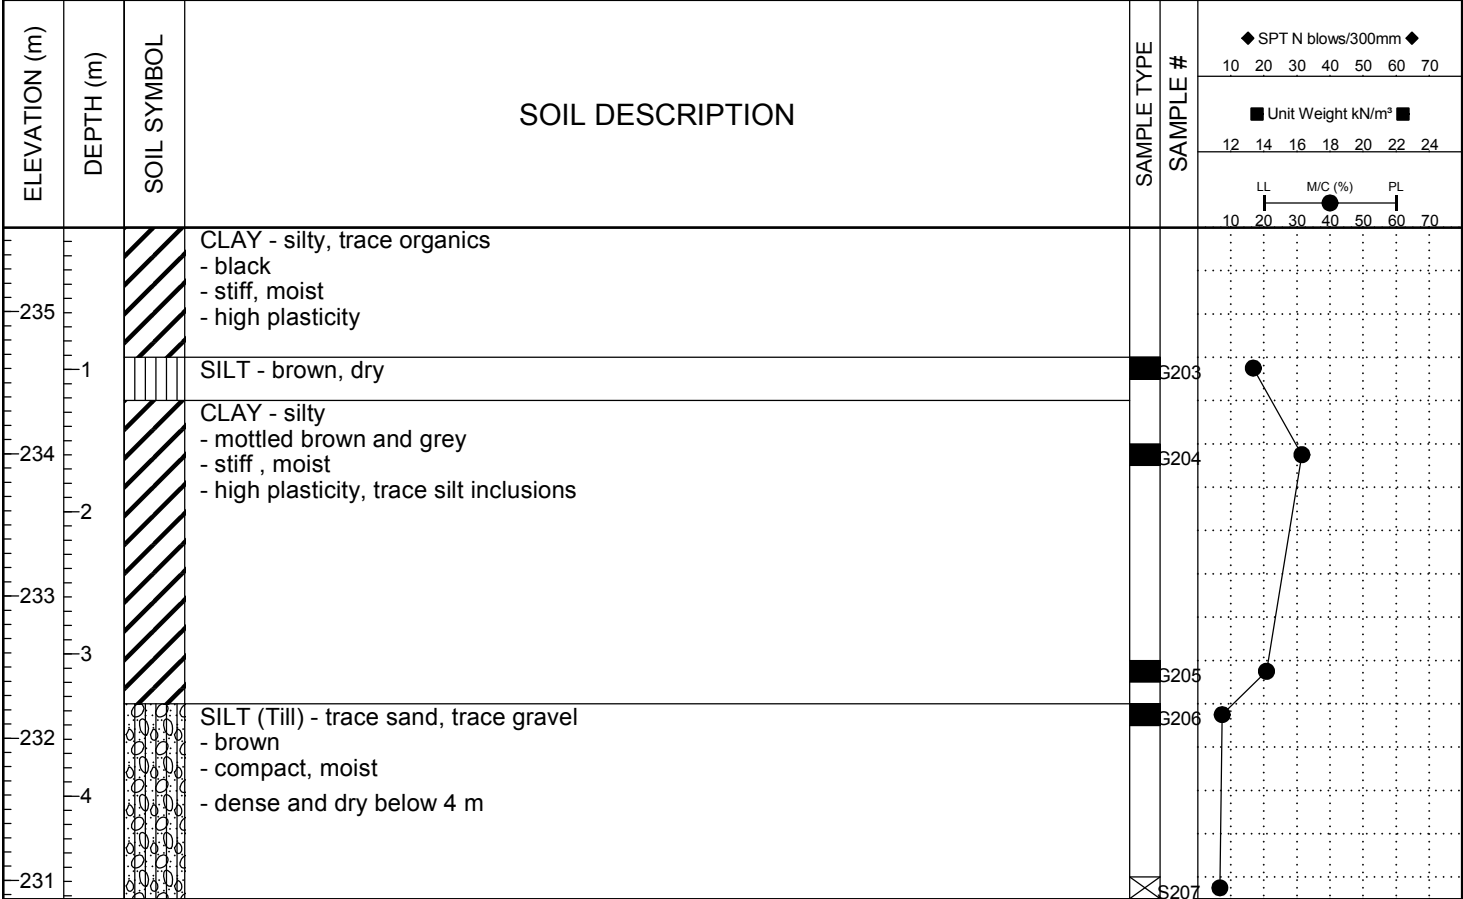 ELEVATION (m)
DEPTH (m)
SOIL SYMBOL
SOIL DESCRIPTION
SAMPLE TYPE
SAMPLE #
◆ SPT N blows/300mm ◆
10 20 30 40 50 60 70
■ Unit Weight kN/m³ ■
12 14 16 18 20 22 24
LL M/C (%) PL
10 20 30 40 50 60 70
CLAY - silty, trace organics
- black
- stiff, moist
- high plasticity
235
1
SILT - brown, dry
G203
CLAY - silty
- mottled brown and grey
- stiff , moist
- high plasticity, trace silt inclusions
234
G204
2
233
3
G205
SILT (Till) - trace sand, trace gravel
- brown
- compact, moist
- dense and dry below 4 m
G206
232
4
231
S207